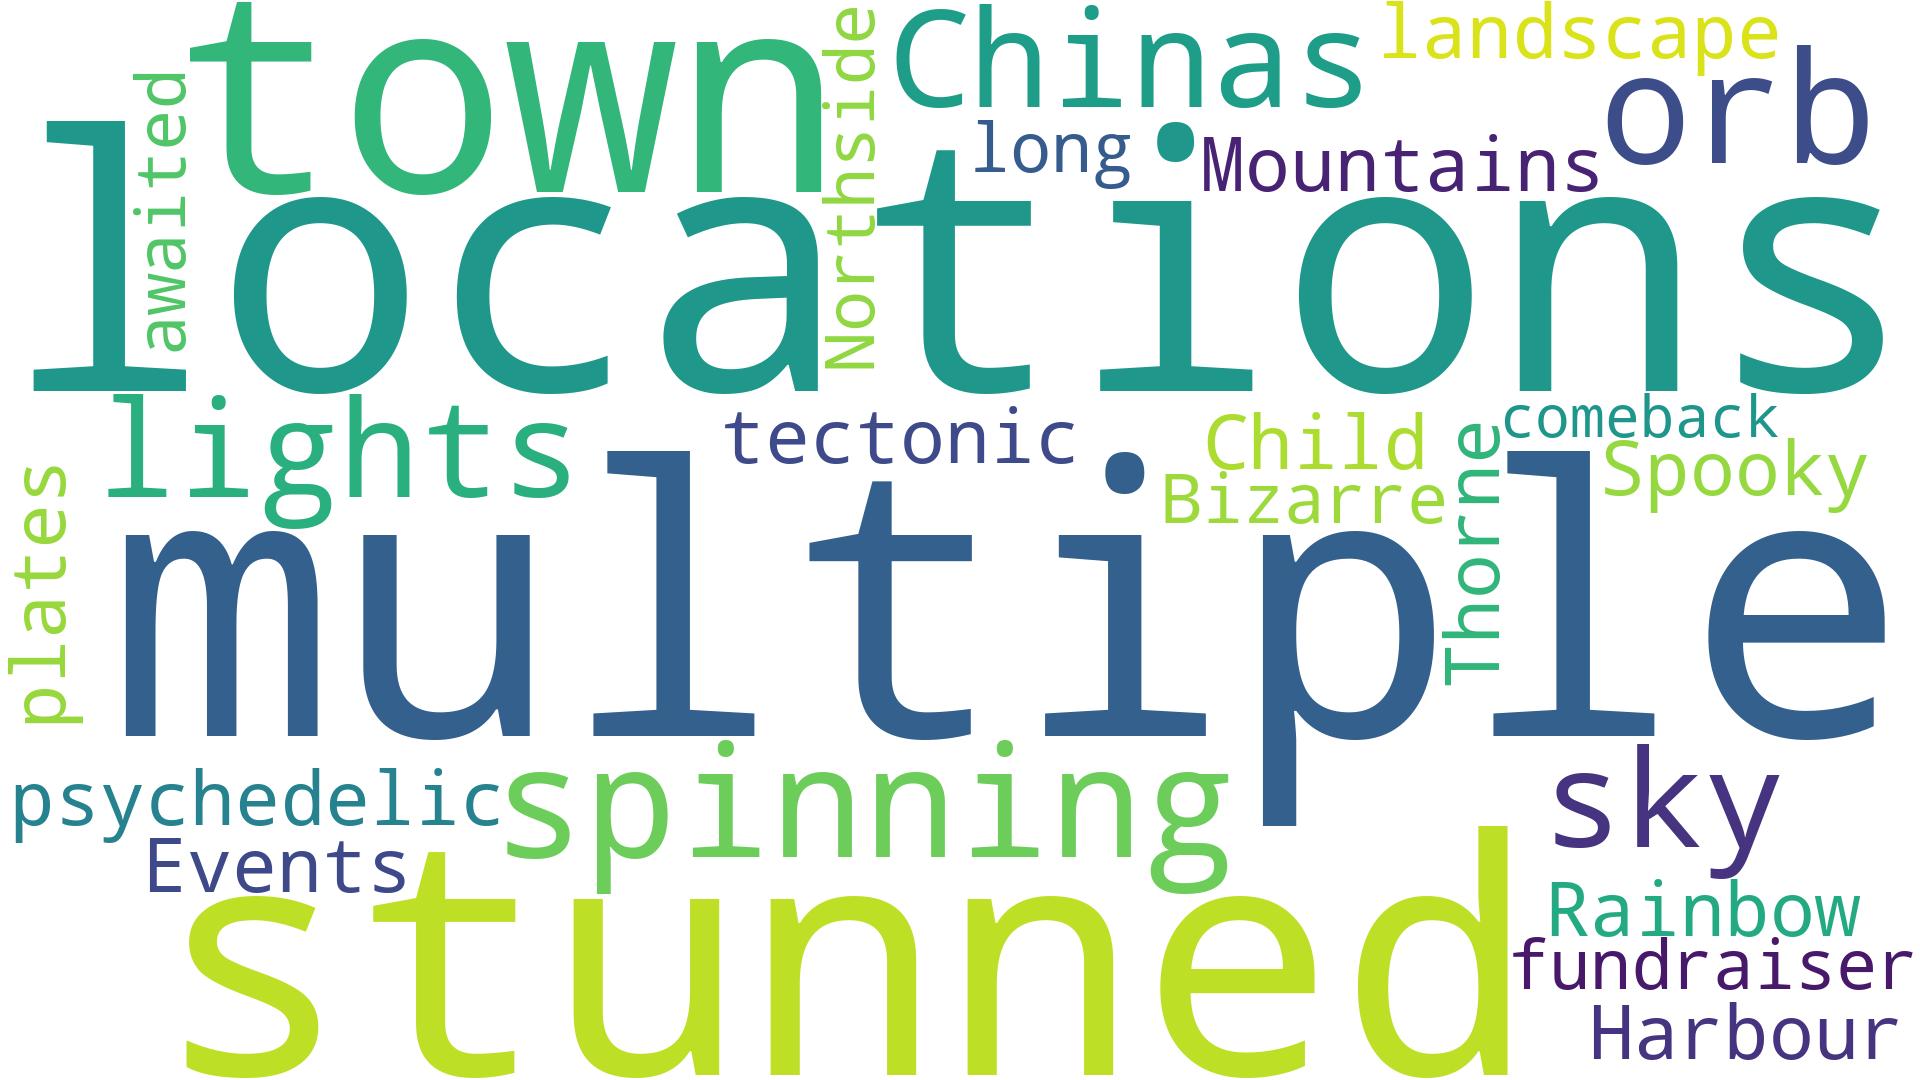 town
Chinas
landscape
orb
awaited
Northside
long
Mountains
locations
lights
tectonic
Child
comeback
Spooky
Bizarre
Thorne
plates
multiple
psychedelic
spinning
sky
Events
stunned
Rainbow
fundraiser
Harbour